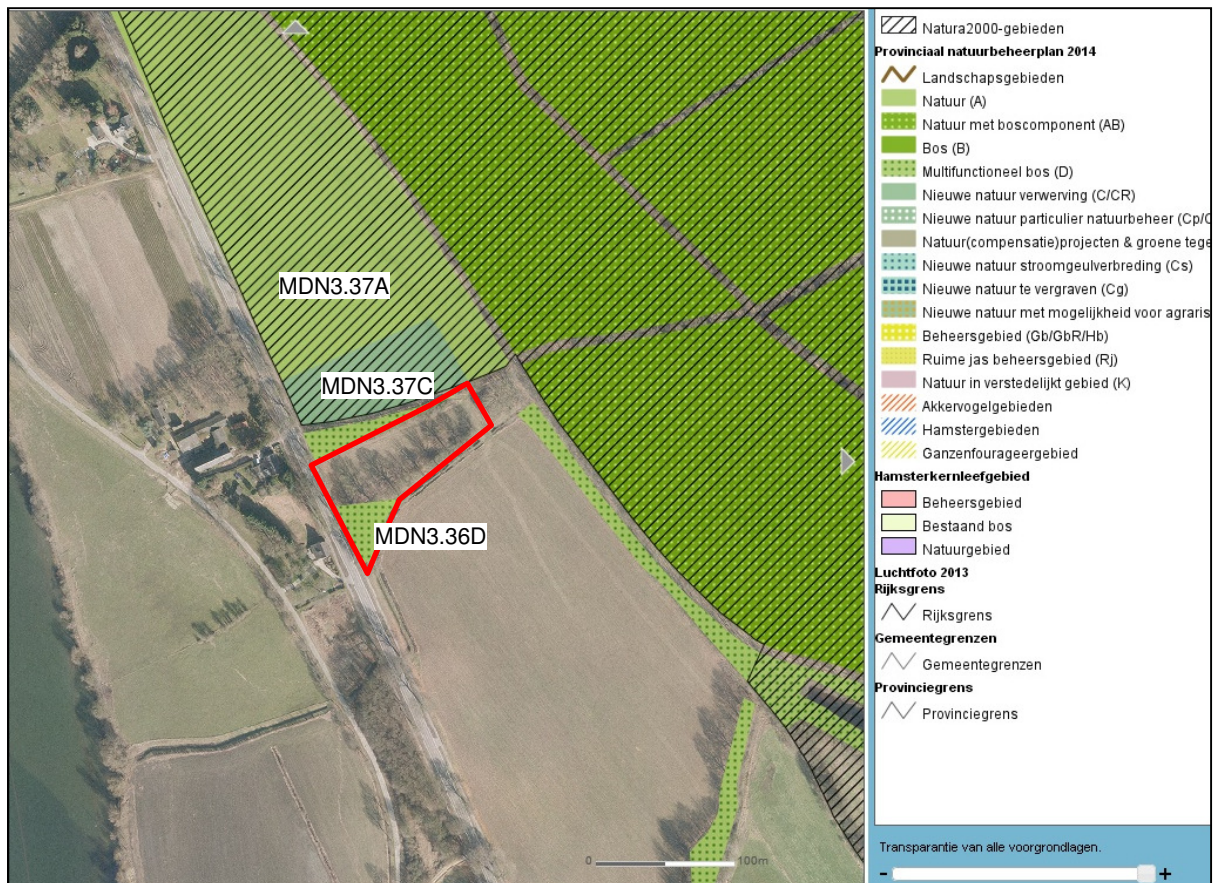 MDN3.37A
MDN3.37C
MDN3.36D
0 100m
Natura2000-gebieden
Provinciaal natuurbeheerplan 2014
Landschapsgebieden
Natuur (A)
Natuur met boscomponent (AB)
Bos (B)
Multifunctioneel bos (D)
Nieuwe natuur verwerving (C/CR)
Nieuwe natuur particulier natuurbeheer (Cp/C
Natuur(compensatie)projecten & groene tege
Nieuwe natuur stroomgeulverbreding (Cs)
Nieuwe natuur te vergraven (Cg)
Nieuwe natuur met mogelijkheid voor agraris
Beheersgebied (Gb/GbR/Hb)
Ruime jas beheersgebied (Rj)
Natuur in verstedelijkt gebied (K)
Akkervogelgebieden
Hamstergebieden
Ganzenfourageergebied
Hamsterkernleefgebied
Beheersgebied
Bestaand bos
Natuurgebied
Luchtfoto 2013
Rijksgrens
Rijksgrens
Gemeentegrenzen
Gemeentegrenzen
Provinciegrens
Provinciegrens
Transparantie van alle voorgrondlagen.
- +